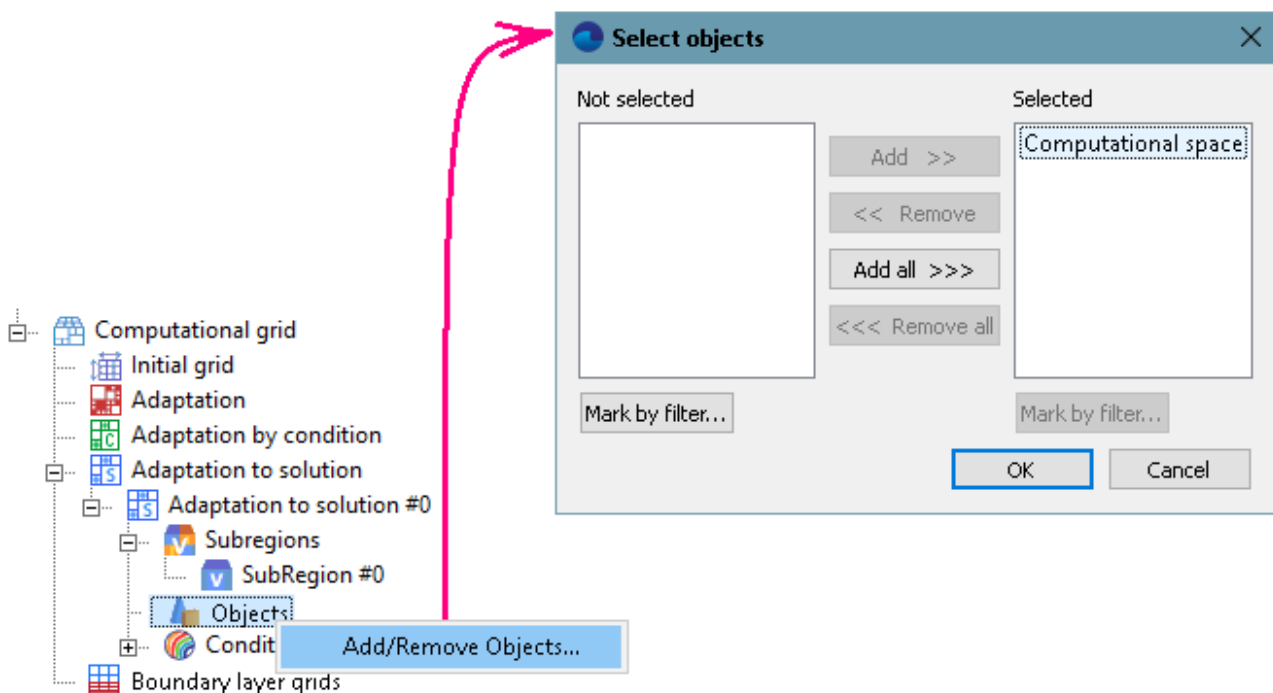 Select objects
Not selected
Selected
Computational space
Add >>
<< Remove
Add all >>>
<<< Remove all
Mark by filter...
Mark by filter...
OK
Cancel
Computational grid
Initial grid
Adaptation
C
Adaptation by condition
S
Adaptation to solution
S
Adaptation to solution #0
V
Subregions
V
SubRegion #0
Objects
Condit
Add/Remove Objects...
Boundary layer grids